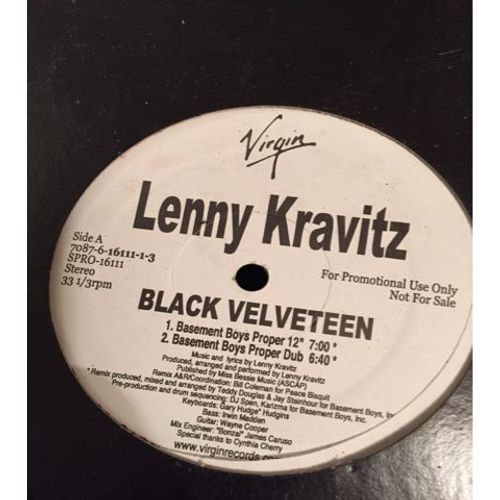 Virgin
Lenny Kravitz
Side A
7087-6-16111-1-3
SPRO-16111
Stereo
33 1/3rpm
For Promotional Use Only
Not For Sale
BLACK VELVETEEN
1. Basement Boys Proper 12" 7:00 *
2. Basement Boys Proper Dub 6:40 *
Music and lyrics by Lenny Kravitz
Produced, arranged and performed by Lenny Kravitz
Published by Miss Bessie Music (ASCAP)
Remix A&R/Coordination: Bill Coleman for Peace Bisquit
* Remix produced, mixed and arranged by Teddy Douglas & Jay Steinhour for Basement Boys, Inc.
Pre-production and drum sequencing: DJ Spen, Karizma for Basement Boys, Inc.
Keyboards: Gary Hudge" Hudgins
Bass: Irwin Madden
Guitar: Wayne Cooper
Mix Engineer: "Bonzai" James Caruso
Special thanks to Cynthia Cherry
www.virginrecords.